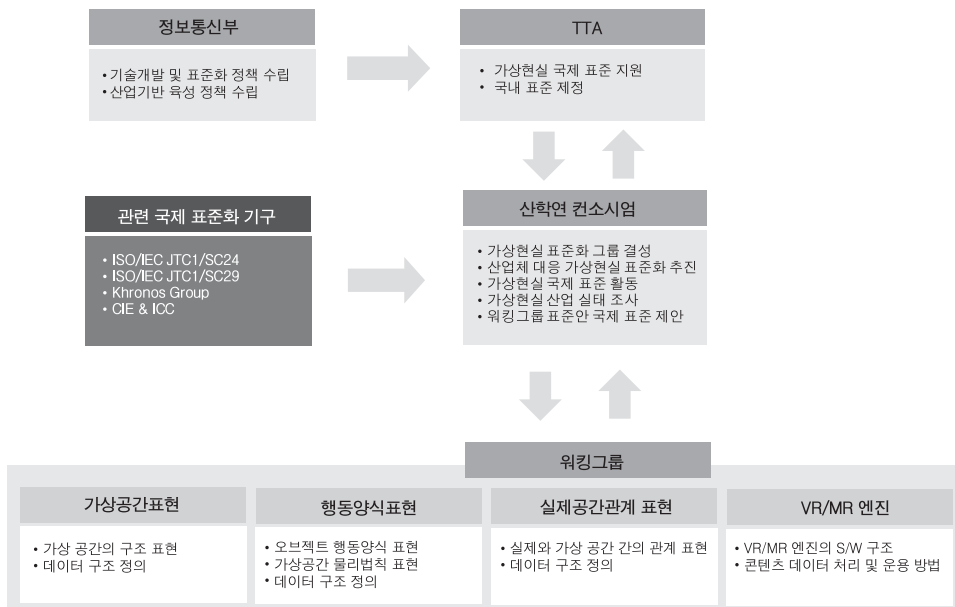 정보통신부
• 기술개발 및 표준화 정책 수립
• 산업기반 육성 정책 수립
TTA
• 가상현실 국제 표준 지원
• 국내 표준 제정
관련 국제 표준화 기구
• ISO/IEC JTC1/SC24
• ISO/IEC JTC1/SC29
• Khronos Group
• CIE & ICC
산학연 컨소시엄
• 가상현실 표준화 그룹 결성
• 산업체 대응 가상현실 표준화 추진
• 가상현실 국제 표준 활동
• 가상현실 산업 실태 조사
• 워킹그룹 표준안 국제 표준 제안
워킹그룹
가상공간표현
• 가상 공간의 구조 표현
• 데이터 구조 정의
행동양식표현
• 오브젝트 행동양식 표현
• 가상공간 물리법칙 표현
• 데이터 구조 정의
실제공간관계 표현
• 실제와 가상 공간 간의 관계 표현
• 데이터 구조 정의
VR/MR 엔진
• VR/MR 엔진의 S/W 구조
• 콘텐츠 데이터 처리 및 운용 방법